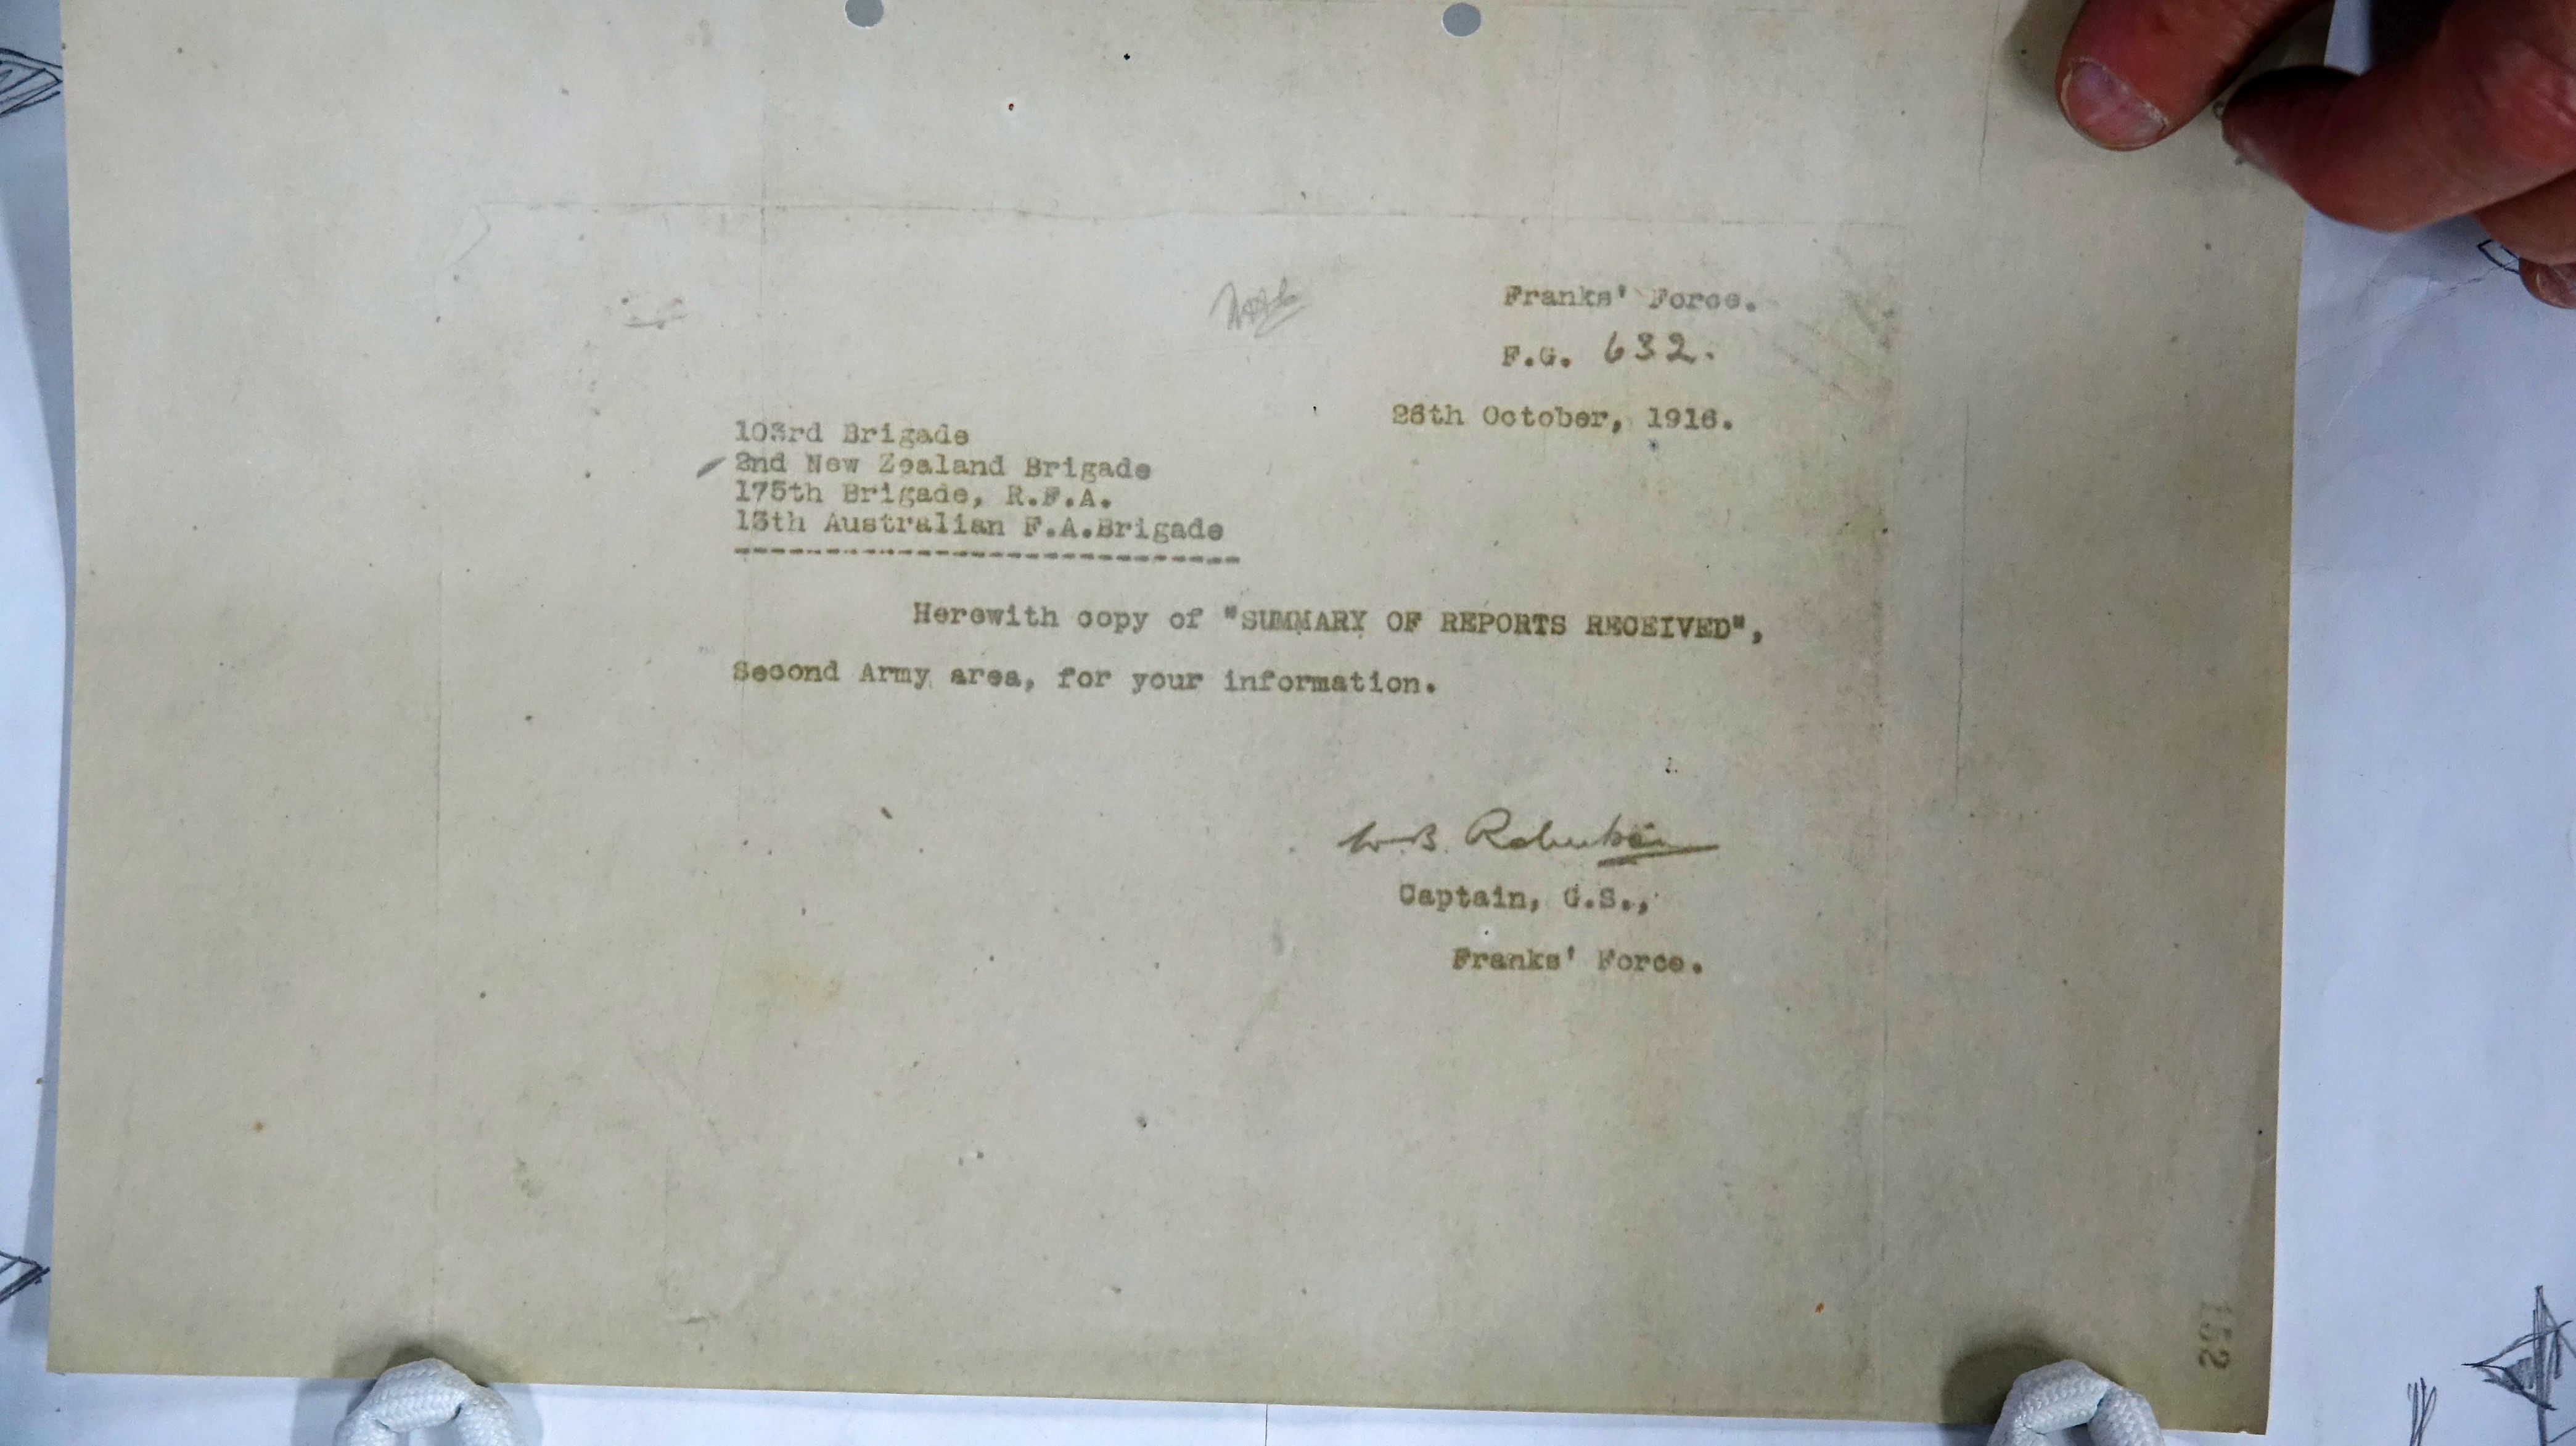 Franks' Force.
F.G. 632.
26th October, 1916.
103rd Brigade
2nd New Zealand Brigade
175th Brigade, R.F.A.
13th Australian F.A.Brigade
Herewith copy of "SUMMARY OF REPORTS RECEIVED",
Second Army area, for your information.
W.B. Robertson
Captain, G.S.,
Franks' Force.
152